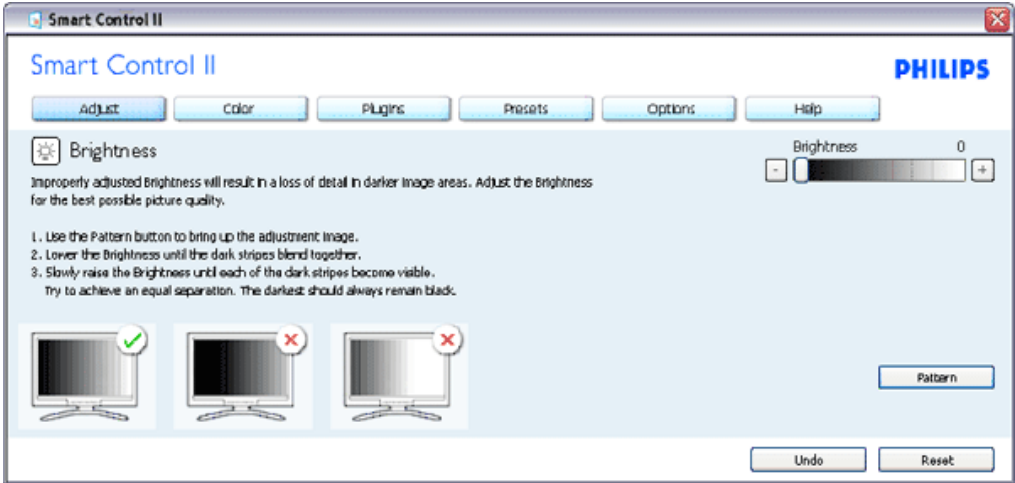 Smart Control II
Smart Control II
PHILIPS
Adjust Color Plugins Presets Options Help
Brightness
Brightness 0
- +
Improperly adjusted Brightness will result in a loss of detail in darker image areas. Adjust the Brightness
for the best possible picture quality.
1. Use the Pattern button to bring up the adjustment image.
2. Lower the Brightness until the dark stripes blend together.
3. Slowly raise the Brightness until each of the dark stripes become visible.
Try to achieve an equal separation. The darkest should always remain black.
Pattern
Undo Reset